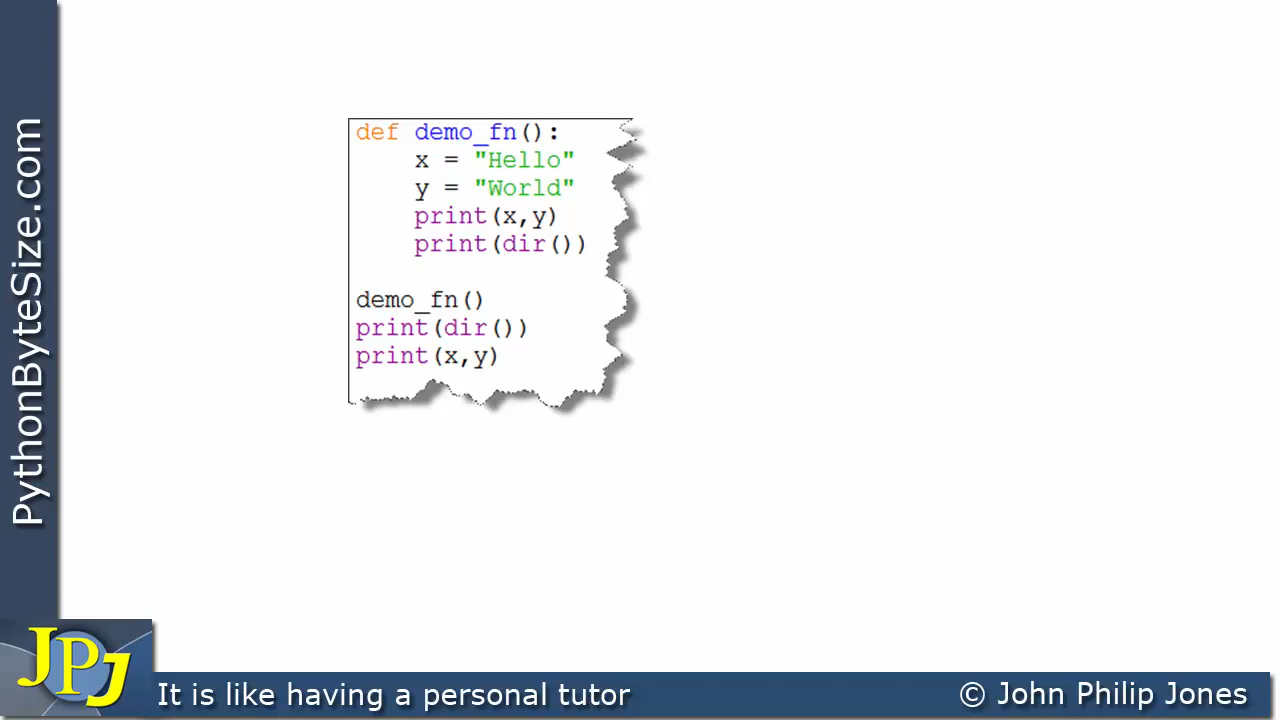 PythonByteSize.com
def demo_fn():
    x = "Hello"
    y = "World"
    print(x,y)
    print(dir())

demo_fn()
print(dir())
print(x,y)
JPJ
It is like having a personal tutor
© John Philip Jones